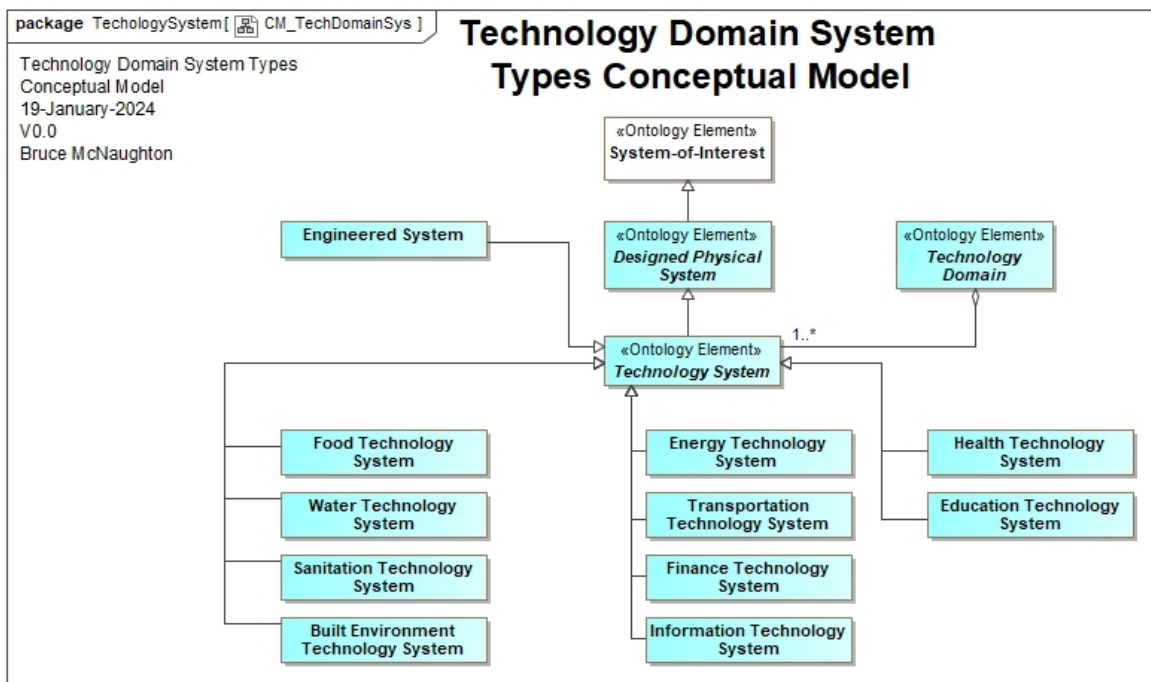 package TechologySystem[ CM_TechDomainSys ]
Technology Domain System
Types Conceptual Model
Technology Domain System Types
Conceptual Model
19-January-2024
V0.0
Bruce McNaughton
«Ontology Element»
System-of-Interest
Engineered System
«Ontology Element»
Designed Physical
System
«Ontology Element»
Technology
Domain
1..*
«Ontology Element»
Technology System
Food Technology
System
Energy Technology
System
Health Technology
System
Water Technology
System
Transportation
Technology System
Education Technology
System
Sanitation Technology
System
Finance Technology
System
Built Environment
Technology System
Information Technology
System